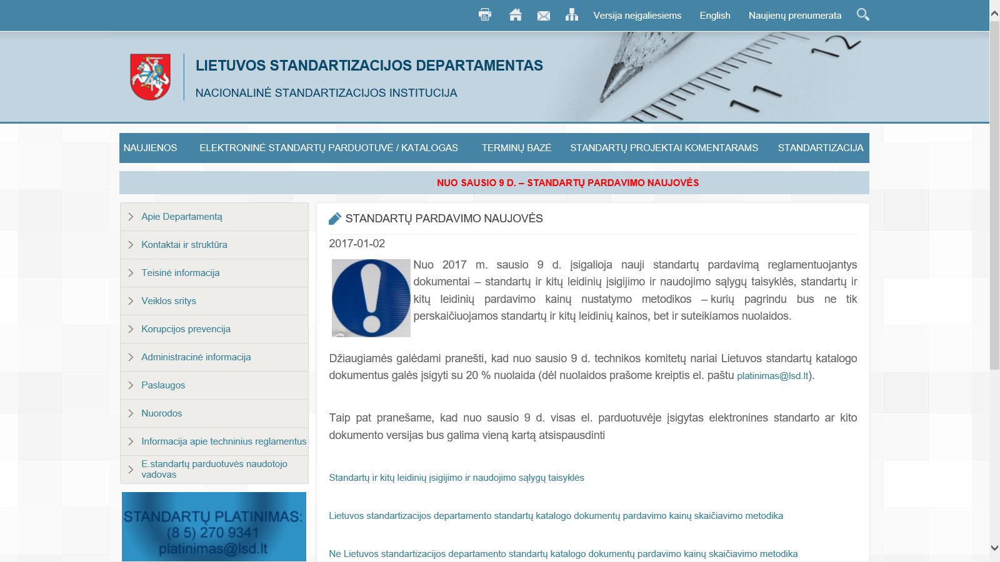 Versija neįgaliesiems English Naujienų prenumerata
LIETUVOS STANDARTIZACIJOS DEPARTAMENTAS
NACIONALINĖ STANDARTIZACIJOS INSTITUCIJA
NAUJIENOS ELEKTRONINĖ STANDARTŲ PARDUOTUVĖ / KATALOGAS TERMINŲ BAZĖ STANDARTŲ PROJEKTAI KOMENTARAMS STANDARTIZACIJA
NUO SAUSIO 9 D. – STANDARTŲ PARDAVIMO NAUJOVĖS
Apie Departamentą
Kontaktai ir struktūra
Teisinė informacija
Veiklos sritys
Korupcijos prevencija
Administracinė informacija
Paslaugos
Nuorodos
Informacija apie techninius reglamentus
E.standartų parduotuvės naudotojo
vadovas
STANDARTŲ PLATINIMAS:
(8 5) 270 9341
platinimas@lsd.lt
STANDARTŲ PARDAVIMO NAUJOVĖS
2017-01-02
Nuo 2017 m. sausio 9 d. įsigalioja nauji standartų pardavimą reglamentuojantys
dokumentai – standartų ir kitų leidinių įsigijimo ir naudojimo sąlygų taisyklės, standartų ir
kitų leidinių pardavimo kainų nustatymo metodikos – kurių pagrindu bus ne tik
perskaičiuojamos standartų ir kitų leidinių kainos, bet ir suteikiamos nuolaidos.
Džiaugiamės galėdami pranešti, kad nuo sausio 9 d. technikos komitetų nariai Lietuvos standartų katalogo
dokumentus galės įsigyti su 20 % nuolaida (dėl nuolaidos prašome kreiptis el. paštu platinimas@lsd.lt).
Taip pat pranešame, kad nuo sausio 9 d. visas el. parduotuvėje įsigytas elektronines standarto ar kito
dokumento versijas bus galima vieną kartą atsispausdinti
Standartų ir kitų leidinių įsigijimo ir naudojimo sąlygų taisyklės
Lietuvos standartizacijos departamento standartų katalogo dokumentų pardavimo kainų skaičiavimo metodika
Ne Lietuvos standartizacijos departamento standartų katalogo dokumentų pardavimo kainų skaičiavimo metodika